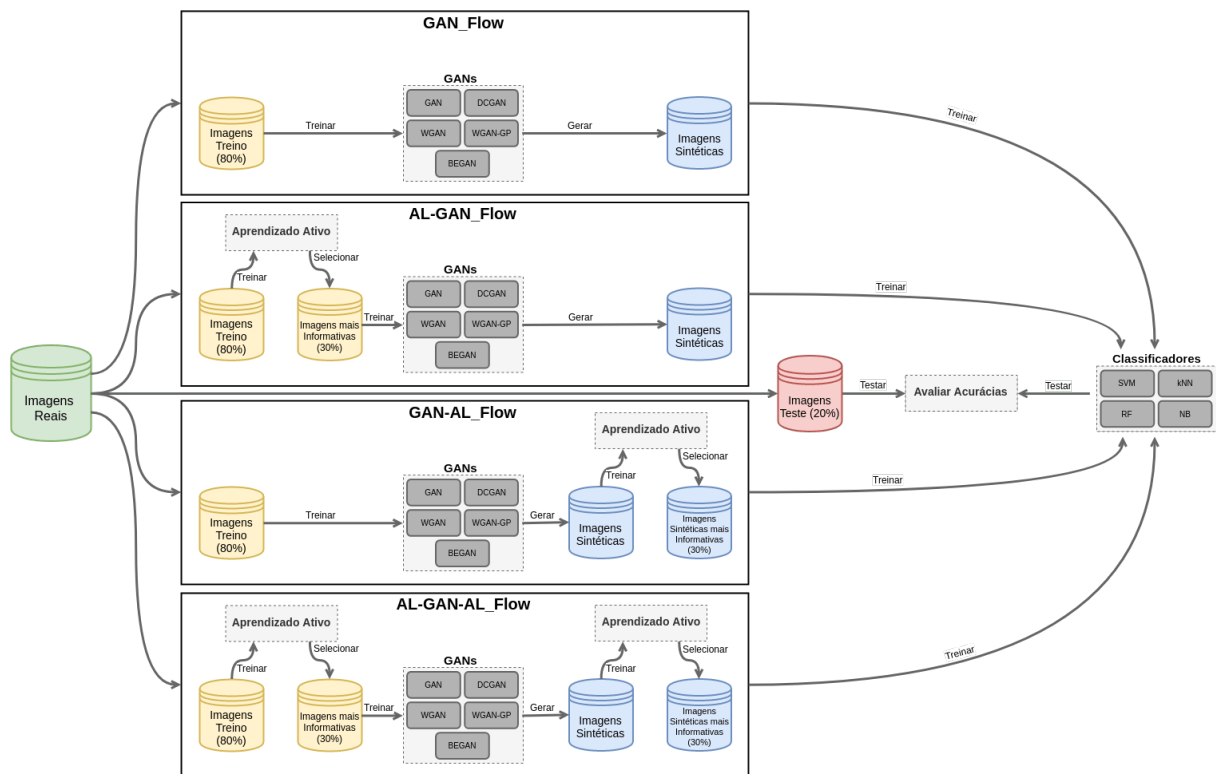 GAN_Flow
GANs
GAN
DCGAN
WGAN
WGAN-GP
BEGAN
Imagens
Treino
(80%)
Treinar
Gerar
Imagens
Sintéticas
Treinar
AL-GAN_Flow
Aprendizado Ativo
Treinar
Selecionar
Imagens
Treino
(80%)
Imagens mais
Informativas
(30%)
Treinar
GANs
GAN
DCGAN
WGAN
WGAN-GP
BEGAN
Gerar
Imagens
Sintéticas
Treinar
Imagens
Reais
Imagens
Teste (20%)
Testar
Avaliar Acurácias
Testar
Classificadores
SVM
kNN
RF
NB
GAN-AL_Flow
Imagens
Treino
(80%)
Treinar
GANs
GAN
DCGAN
WGAN
WGAN-GP
BEGAN
Gerar
Imagens
Sintéticas
Aprendizado Ativo
Treinar
Selecionar
Imagens
Sintéticas mais
Informativas
(30%)
Treinar
AL-GAN-AL_Flow
Aprendizado Ativo
Treinar
Selecionar
Imagens
Treino
(80%)
Imagens mais
Informativas
(30%)
Treinar
GANs
GAN
DCGAN
WGAN
WGAN-GP
BEGAN
Gerar
Imagens
Sintéticas
Aprendizado Ativo
Treinar
Selecionar
Imagens
Sintéticas mais
Informativas
(30%)
Treinar